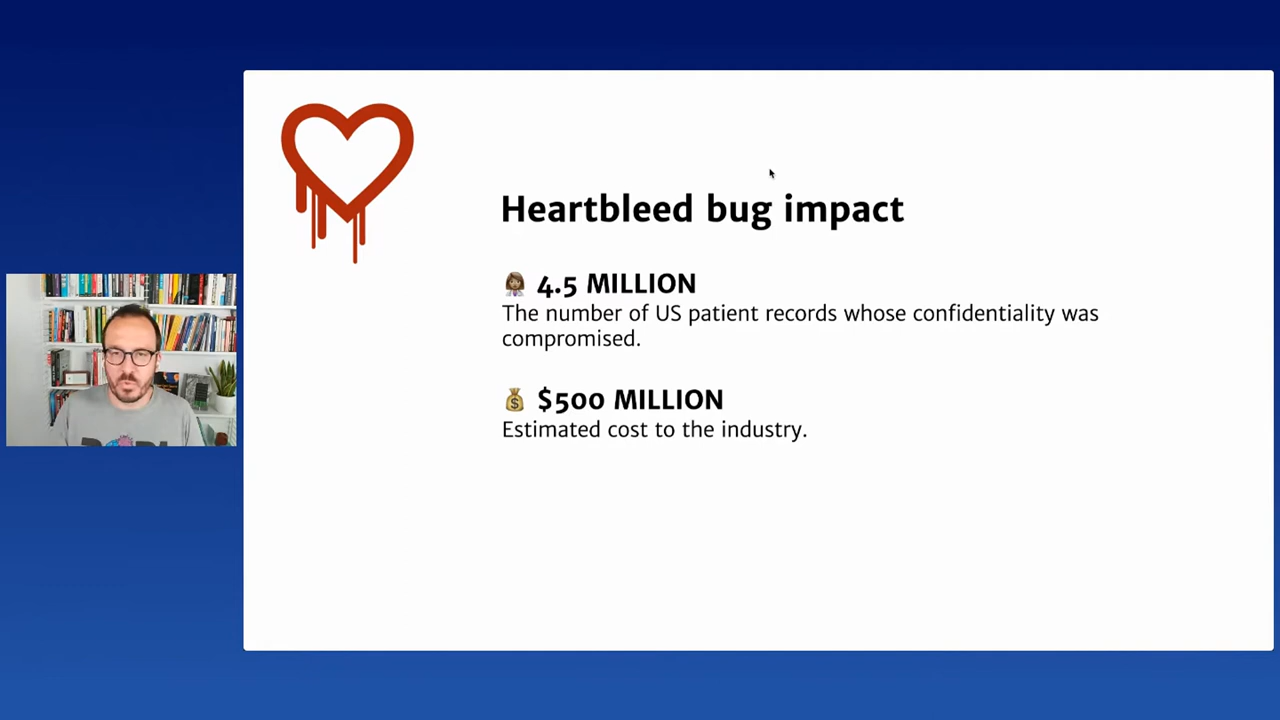 Heartbleed bug impact
4.5 MILLION
The number of US patient records whose confidentiality was
compromised.
$500 MILLION
Estimated cost to the industry.